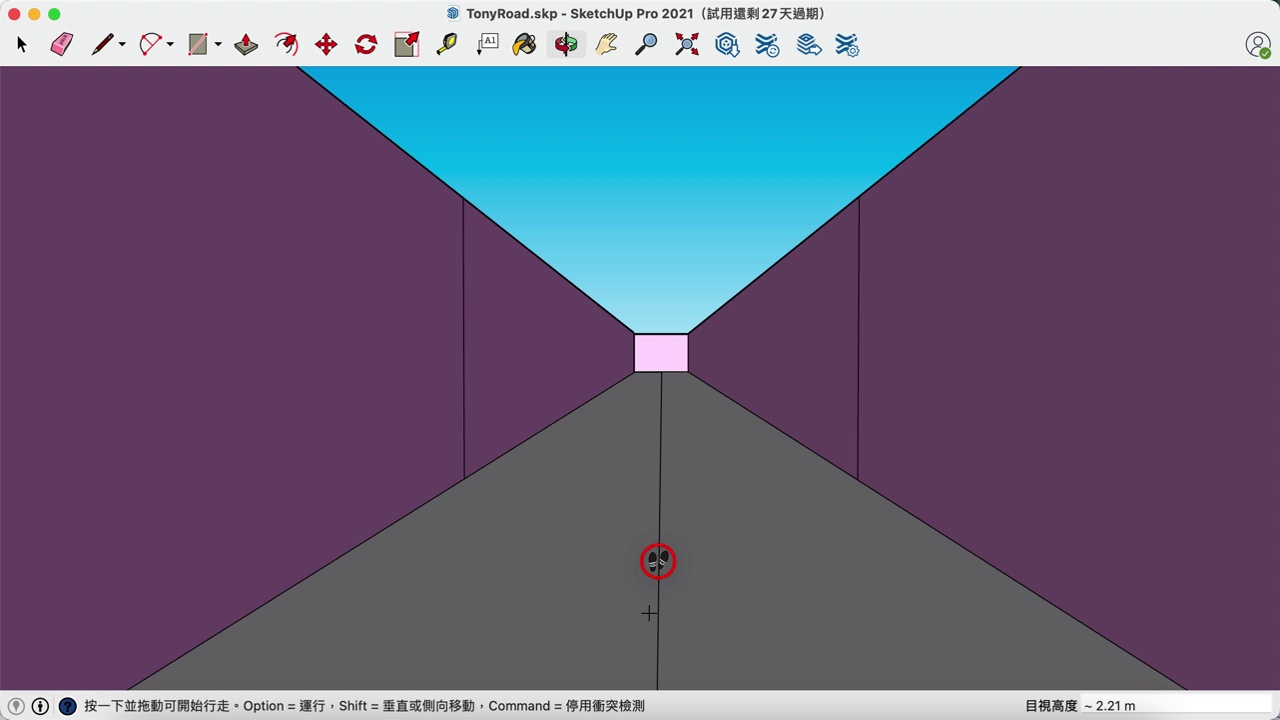 TonyRoad.skp - SketchUp Pro 2021（試用還剩 27 天過期）
A1
按一下並拖動可開始行走。Option = 運行，Shift = 垂直或側向移動，Command = 停用衝突檢測
目視高度 ~ 2.21 m